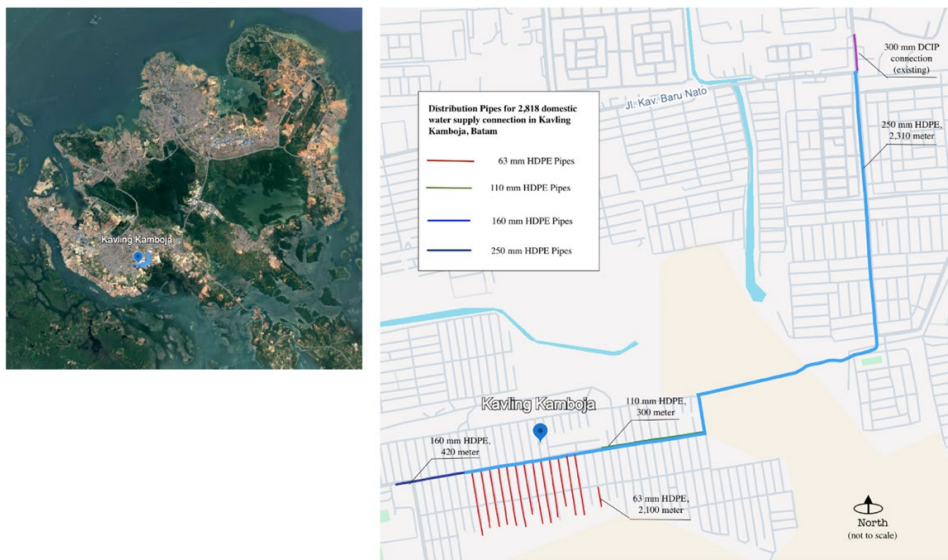 Kavling Kamboja
Distribution Pipes for 2,818 domestic
water supply connection in Kavling
Kamboja, Batam
63 mm HDPE Pipes
110 mm HDPE Pipes
160 mm HDPE Pipes
250 mm HDPE Pipes
Jl. Kav. Baru Nato
300 mm DCIP
connection
(existing)
250 mm HDPE,
2,310 meter
Kavling Kamboja
110 mm HDPE,
300 meter
160 mm HDPE,
420 meter
63 mm HDPE,
2,100 meter
North
(not to scale)